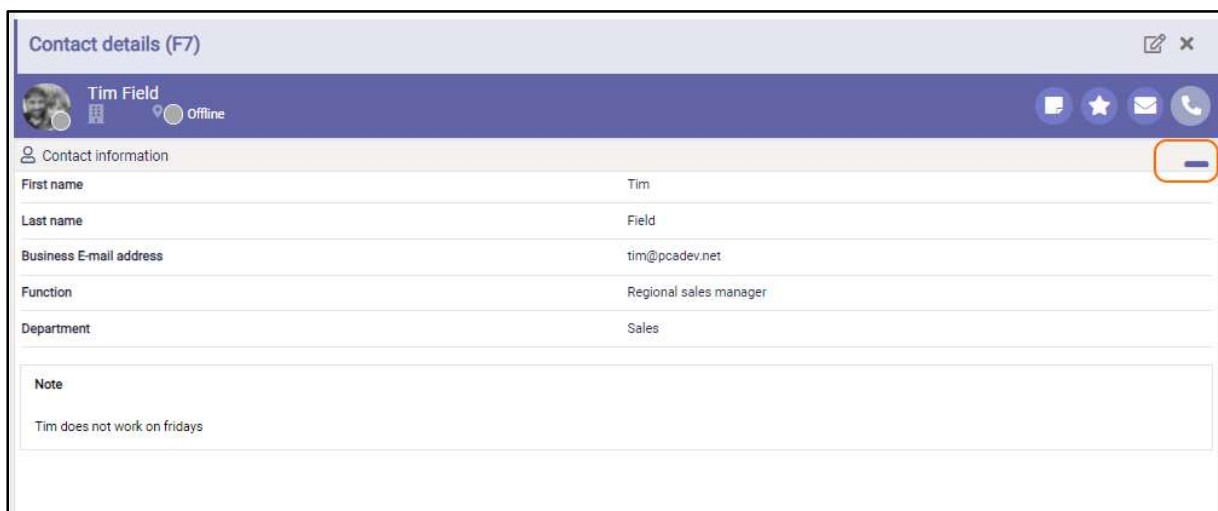 Contact details (F7)
Tim Field
Offline
Contact information
First name Tim
Last name Field
Business E-mail address tim@pcadev.net
Function Regional sales manager
Department Sales
Note
Tim does not work on fridays